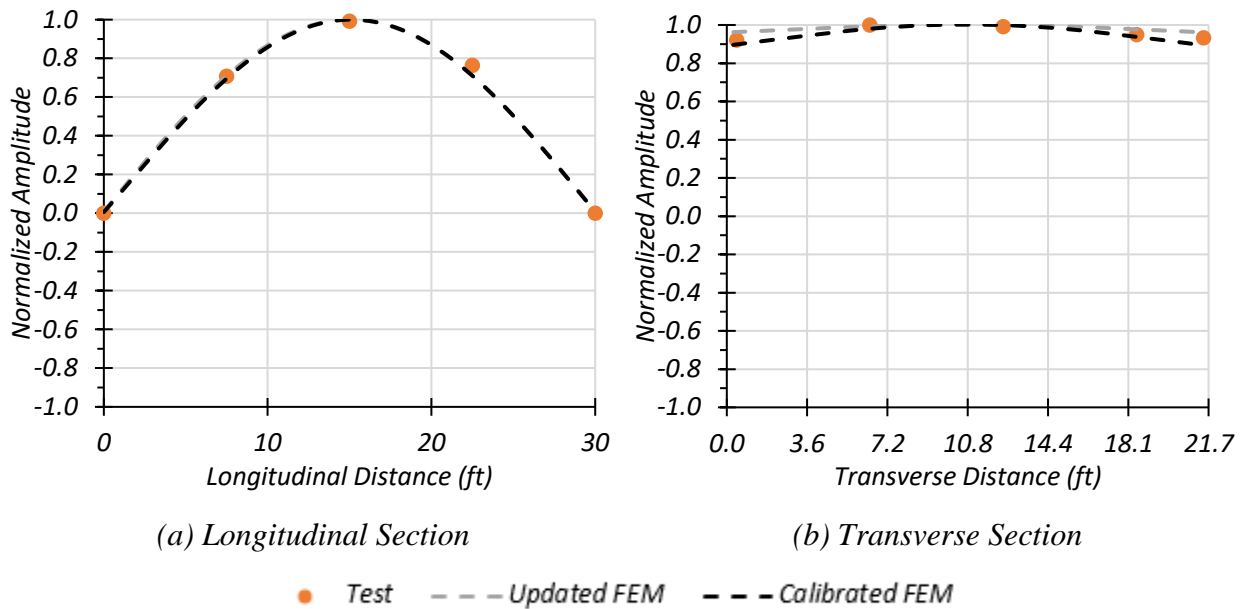 Normalized Amplitude
1.0
0.8
0.6
0.4
0.2
0.0
-0.2
-0.4
-0.6
-0.8
-1.0
0 10 20 30
Longitudinal Distance (ft)
(a) Longitudinal Section
Normalized Amplitude
1.0
0.8
0.6
0.4
0.2
0.0
-0.2
-0.4
-0.6
-0.8
-1.0
0.0 3.6 7.2 10.8 14.4 18.1 21.7
Transverse Distance (ft)
(b) Transverse Section
Test Updated FEM Calibrated FEM